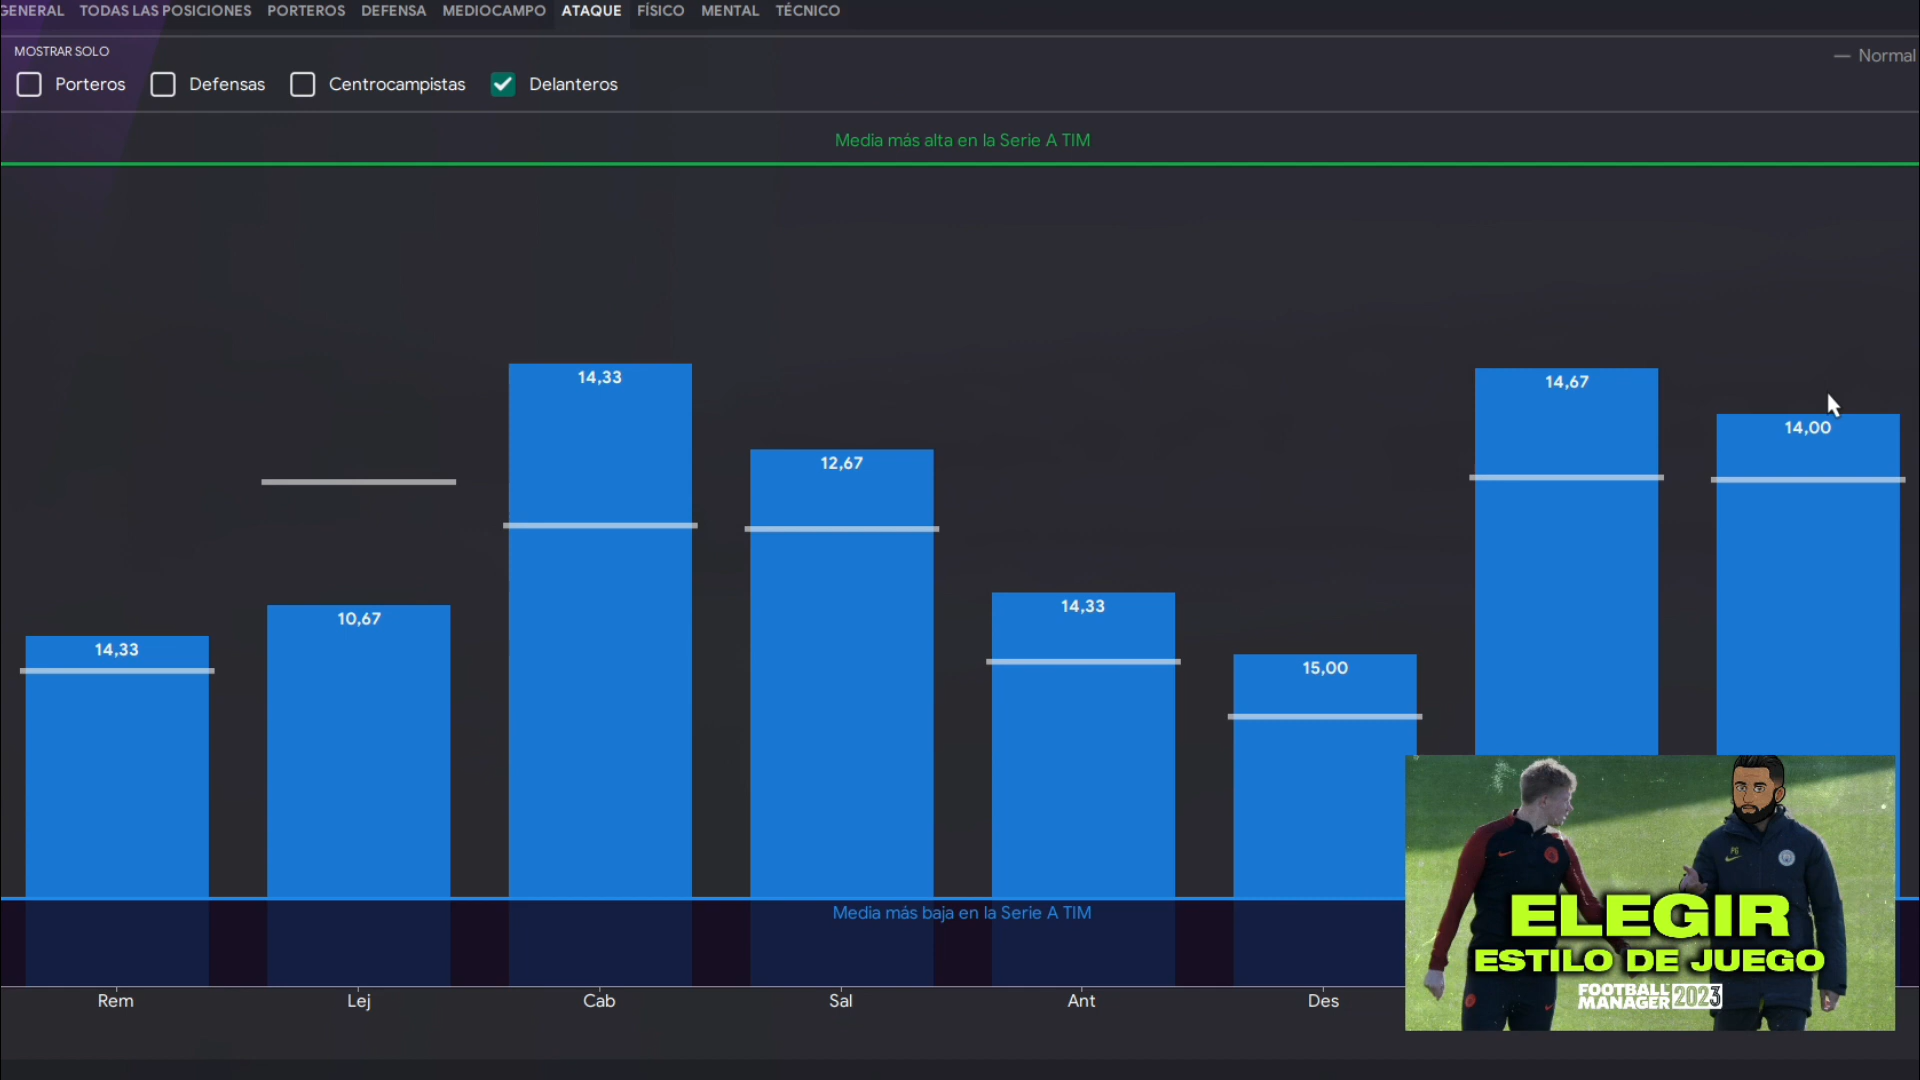 GENERAL TODAS LAS POSICIONES PORTEROS DEFENSA MEDIOCAMPO ATAQUE FÍSICO MENTAL TÉCNICO
MOSTRAR SOLO
Normal
Porteros Defensas Centrocampistas Delanteros
Media más alta en la Serie A TIM
14,33
14,67
14,00
12,67
14,33
10,67
14,33
15,00
Media más baja en la Serie A TIM
Rem Lej Cab Sal Ant Des
PG
ELEGIR
ESTILO DE JUEGO
FOOTBALL
MANAGER 2023